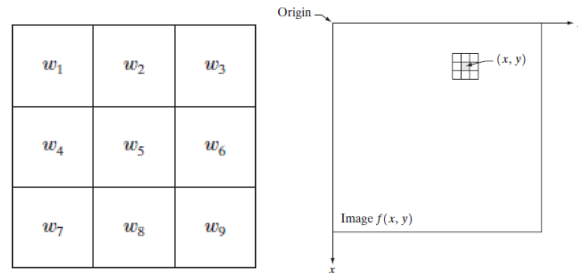 w₁ w₂ w₃
w₄ w₅ w₆
w₇ w₈ w₉
Origin
(x, y)
Image f(x, y)
x